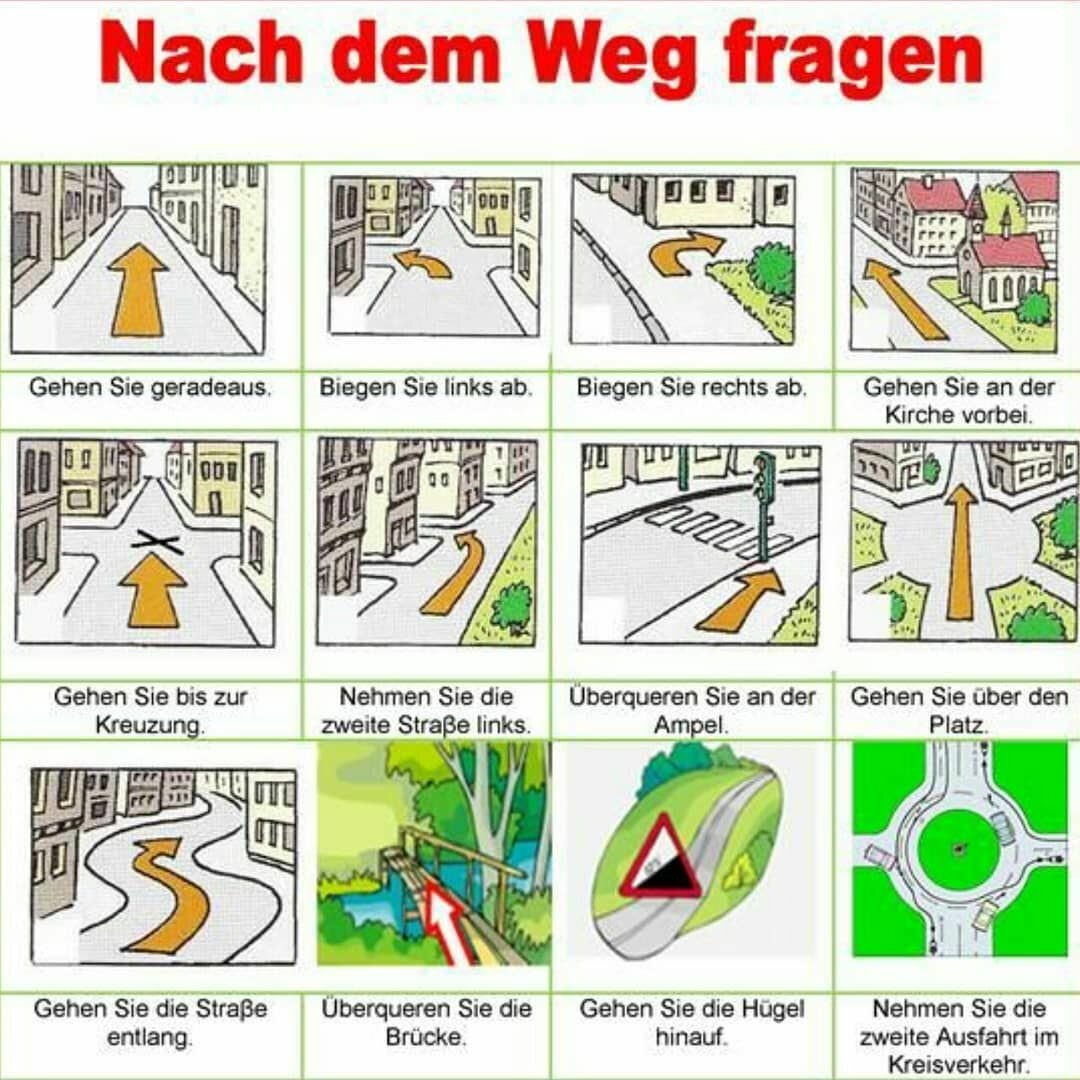 Nach dem Weg fragen
Gehen Sie geradeaus.
Biegen Sie links ab.
Biegen Sie rechts ab.
Gehen Sie an der
Kirche vorbei.
Gehen Sie bis zur
Kreuzung.
Nehmen Sie die
zweite Straße links.
Überqueren Sie an der
Ampel.
Gehen Sie über den
Platz.
Gehen Sie die Straße
entlang.
Überqueren Sie die
Brücke.
Gehen Sie die Hügel
hinauf.
Nehmen Sie die
zweite Ausfahrt im
Kreisverkehr.